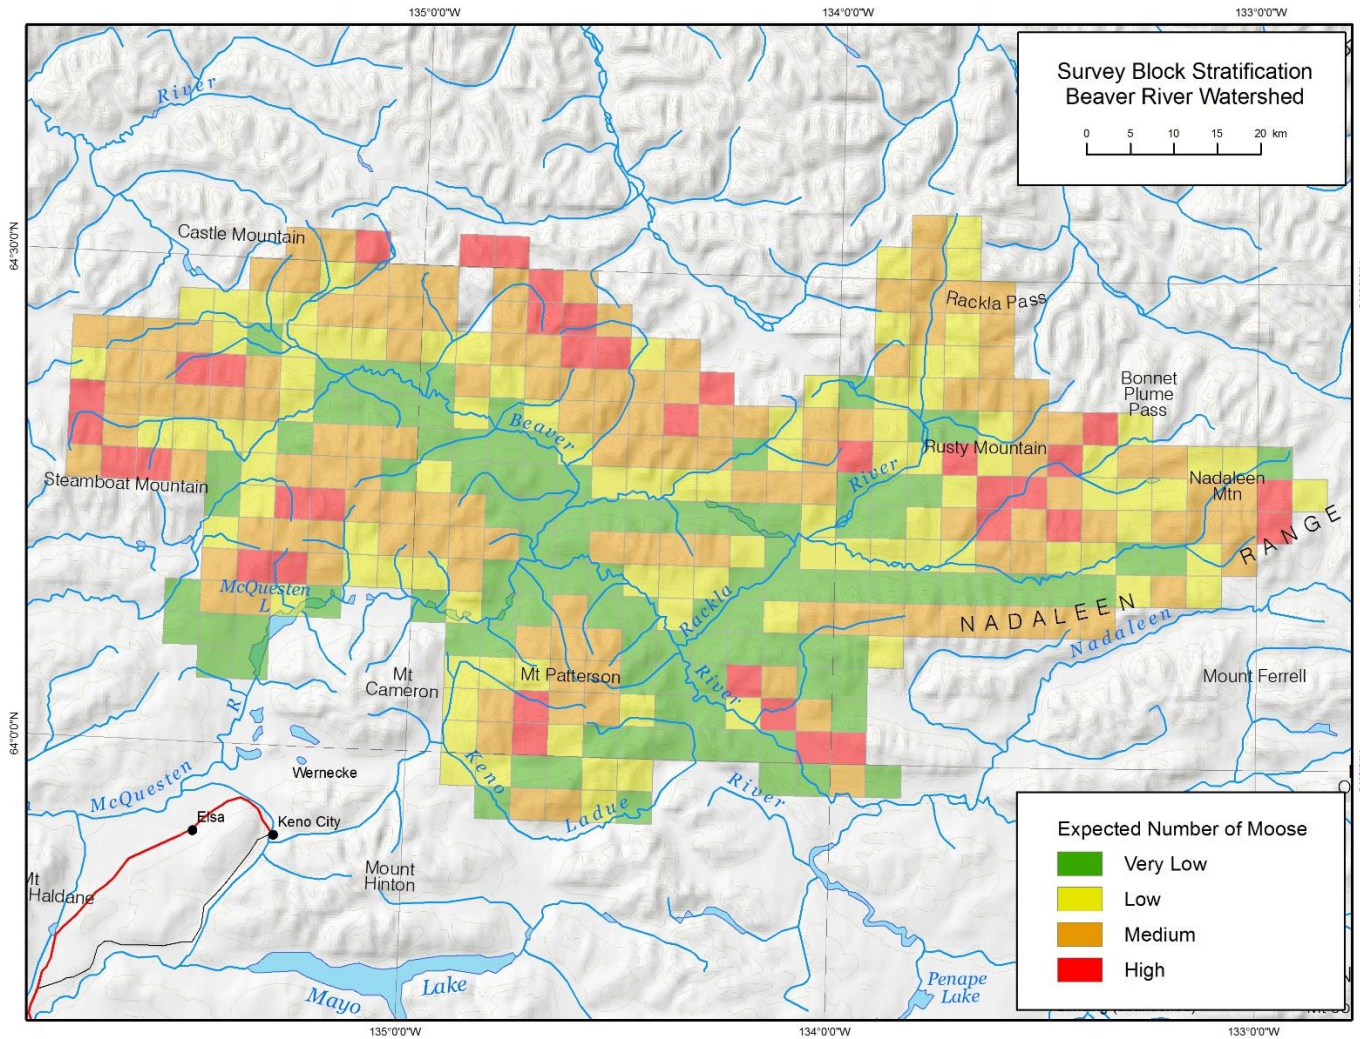 135°0'0"W
134°0'0"W
133°0'0"W
Survey Block Stratification
Beaver River Watershed
0 5 10 15 20 km
River
64°30'0"N
Castle Mountain
Rackla Pass
Bonnet
Plume
Pass
Beaver
Rusty Mountain
Steamboat Mountain
River
Nadaleen
Mtn
RANGE
McQuesten
L
Rackla
NADALEEN
Nadaleen
Mt
Cameron
Mt Patterson
River
Mount Ferrell
R
64°0'0"N
McQuesten
Wernecke
Keno
River
Elsa
Keno City
Ladue
Mt
Haldane
Mount
Hinton
Expected Number of Moose
Very Low
Low
Medium
High
Mayo
Lake
Penape
Lake
135°0'0"W
134°0'0"W
133°0'0"W